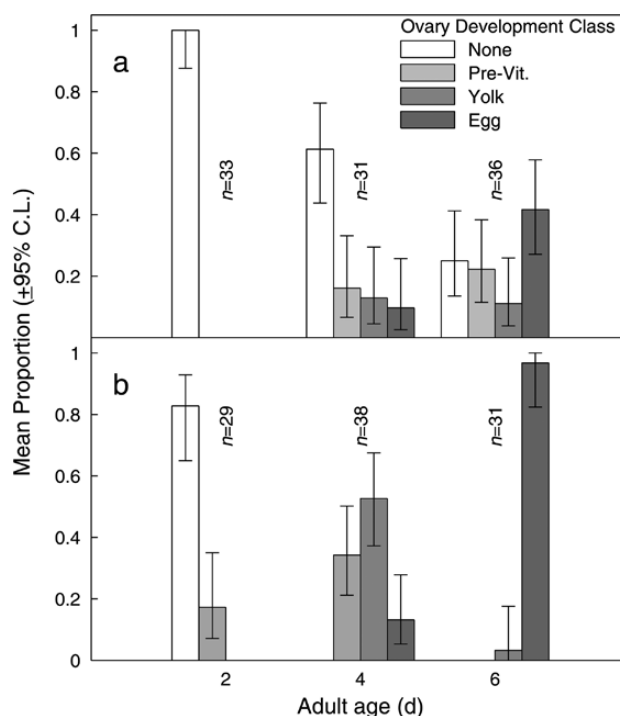 Ovary Development Class
None
Pre-Vit.
Yolk
Egg
a
1
0.8
0.6
0.4
0.2
n=33
n=31
n=36
Mean Proportion (±95% C.L.)
b
1
0.8
0.6
0.4
0.2
0
n=29
n=38
n=31
2 4 6
Adult age (d)